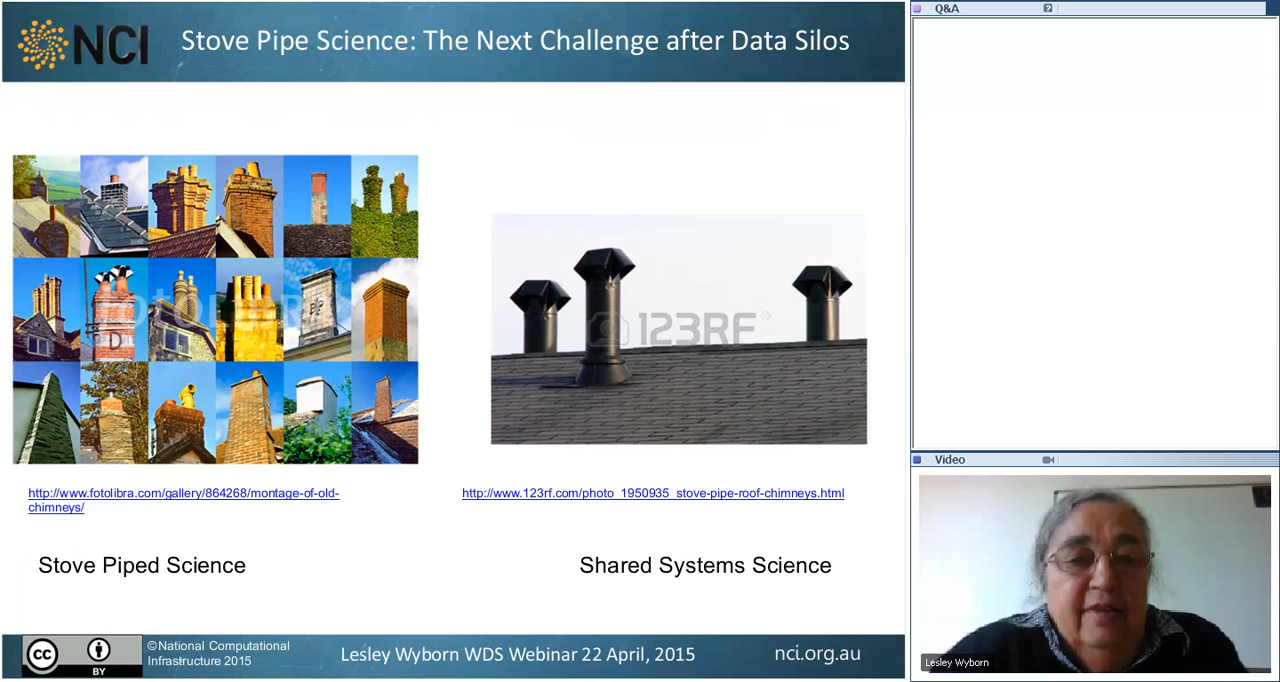 NCI
Stove Pipe Science: The Next Challenge after Data Silos
http://www.fotolibra.com/gallery/864268/montage-of-old-
chimneys/
123RF
http://www.123rf.com/photo_1950935_stove-pipe-roof-chimneys.html
Stove Piped Science
Shared Systems Science
cc
BY
©National Computational
Infrastructure 2015
Lesley Wyborn WDS Webinar 22 April, 2015
nci.org.au
Q&A
Video
Lesley Wyborn